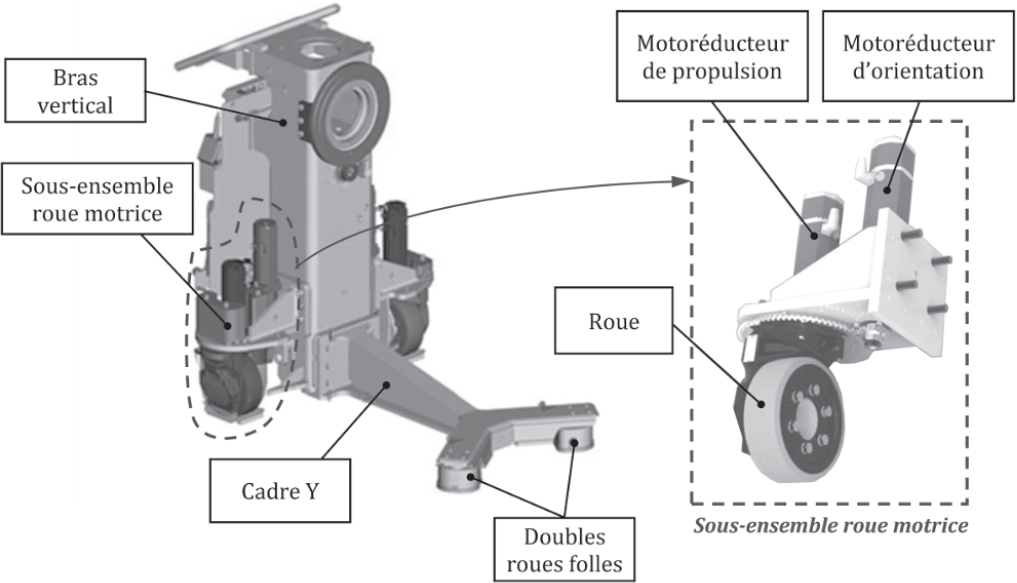 Bras
vertical
Sous-ensemble
roue motrice
Cadre Y
Doubles
roues folles
Motoréducteur
de propulsion
Motoréducteur
d’orientation
Roue
Sous-ensemble roue motrice